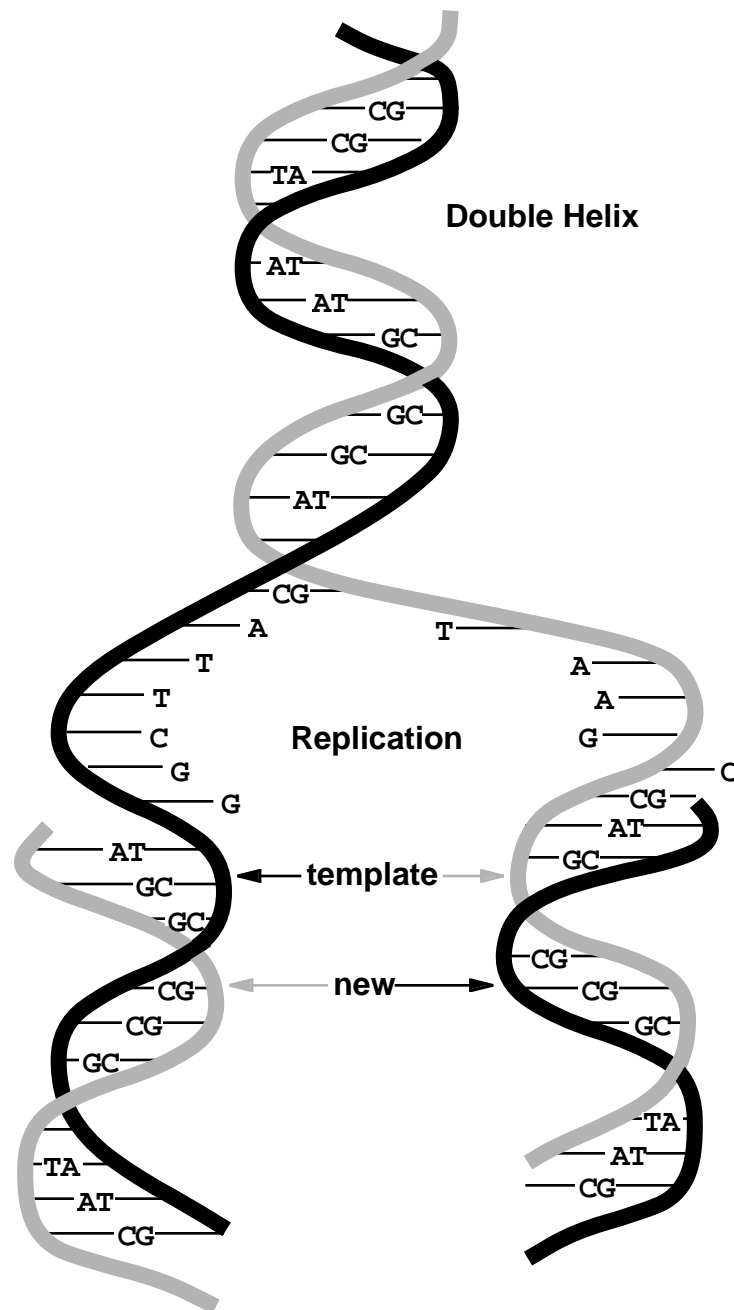 CG
CG
TA
Double Helix
AT
AT
GC
GC
GC
AT
CG
A T
T A
T A
C Replication G
G C
G CG
AT AT
GC template GC
GC
CG
CG new CG
CG GC
GC
TA
TA AT
AT CG
CG